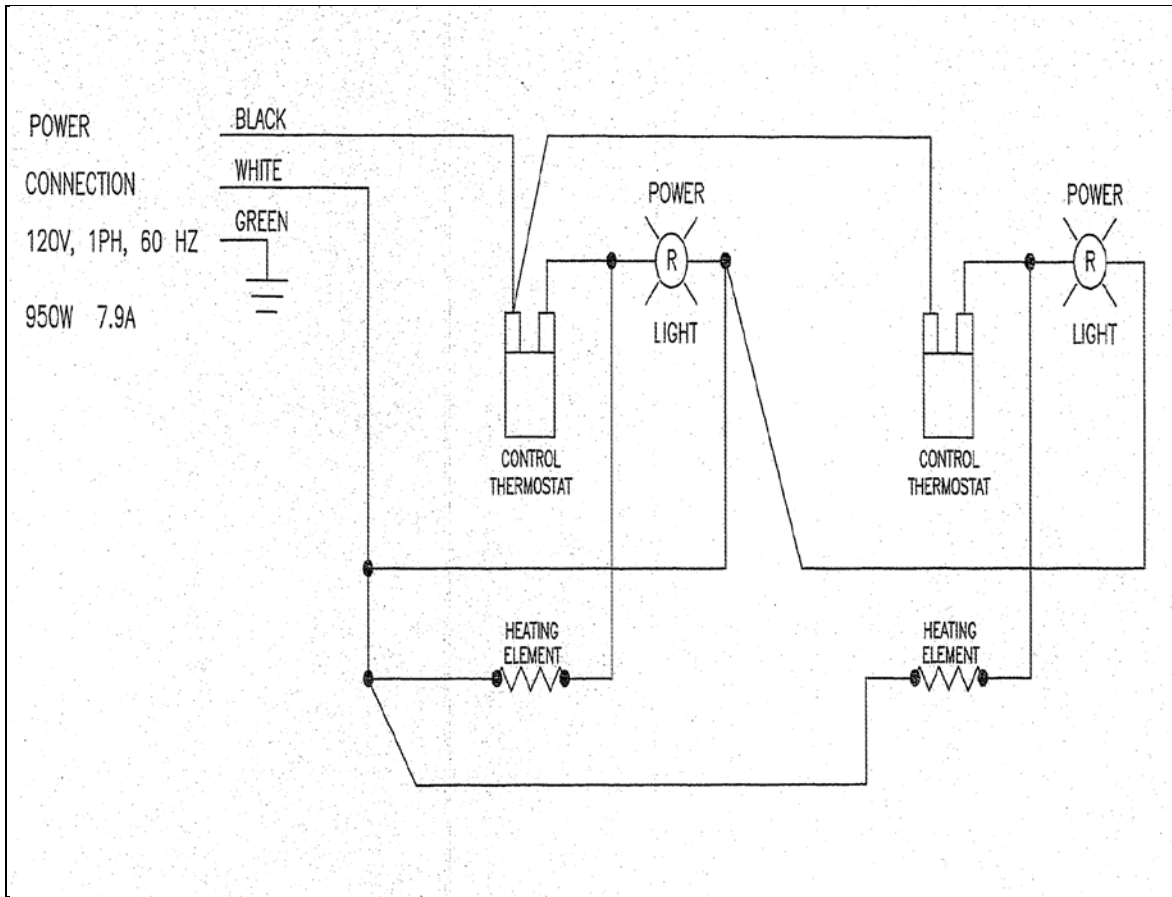 POWER
CONNECTION
120V, 1PH, 60 HZ
950W 7.9A
BLACK
WHITE
GREEN
POWER
R
LIGHT
CONTROL
THERMOSTAT
HEATING
ELEMENT
POWER
R
LIGHT
CONTROL
THERMOSTAT
HEATING
ELEMENT